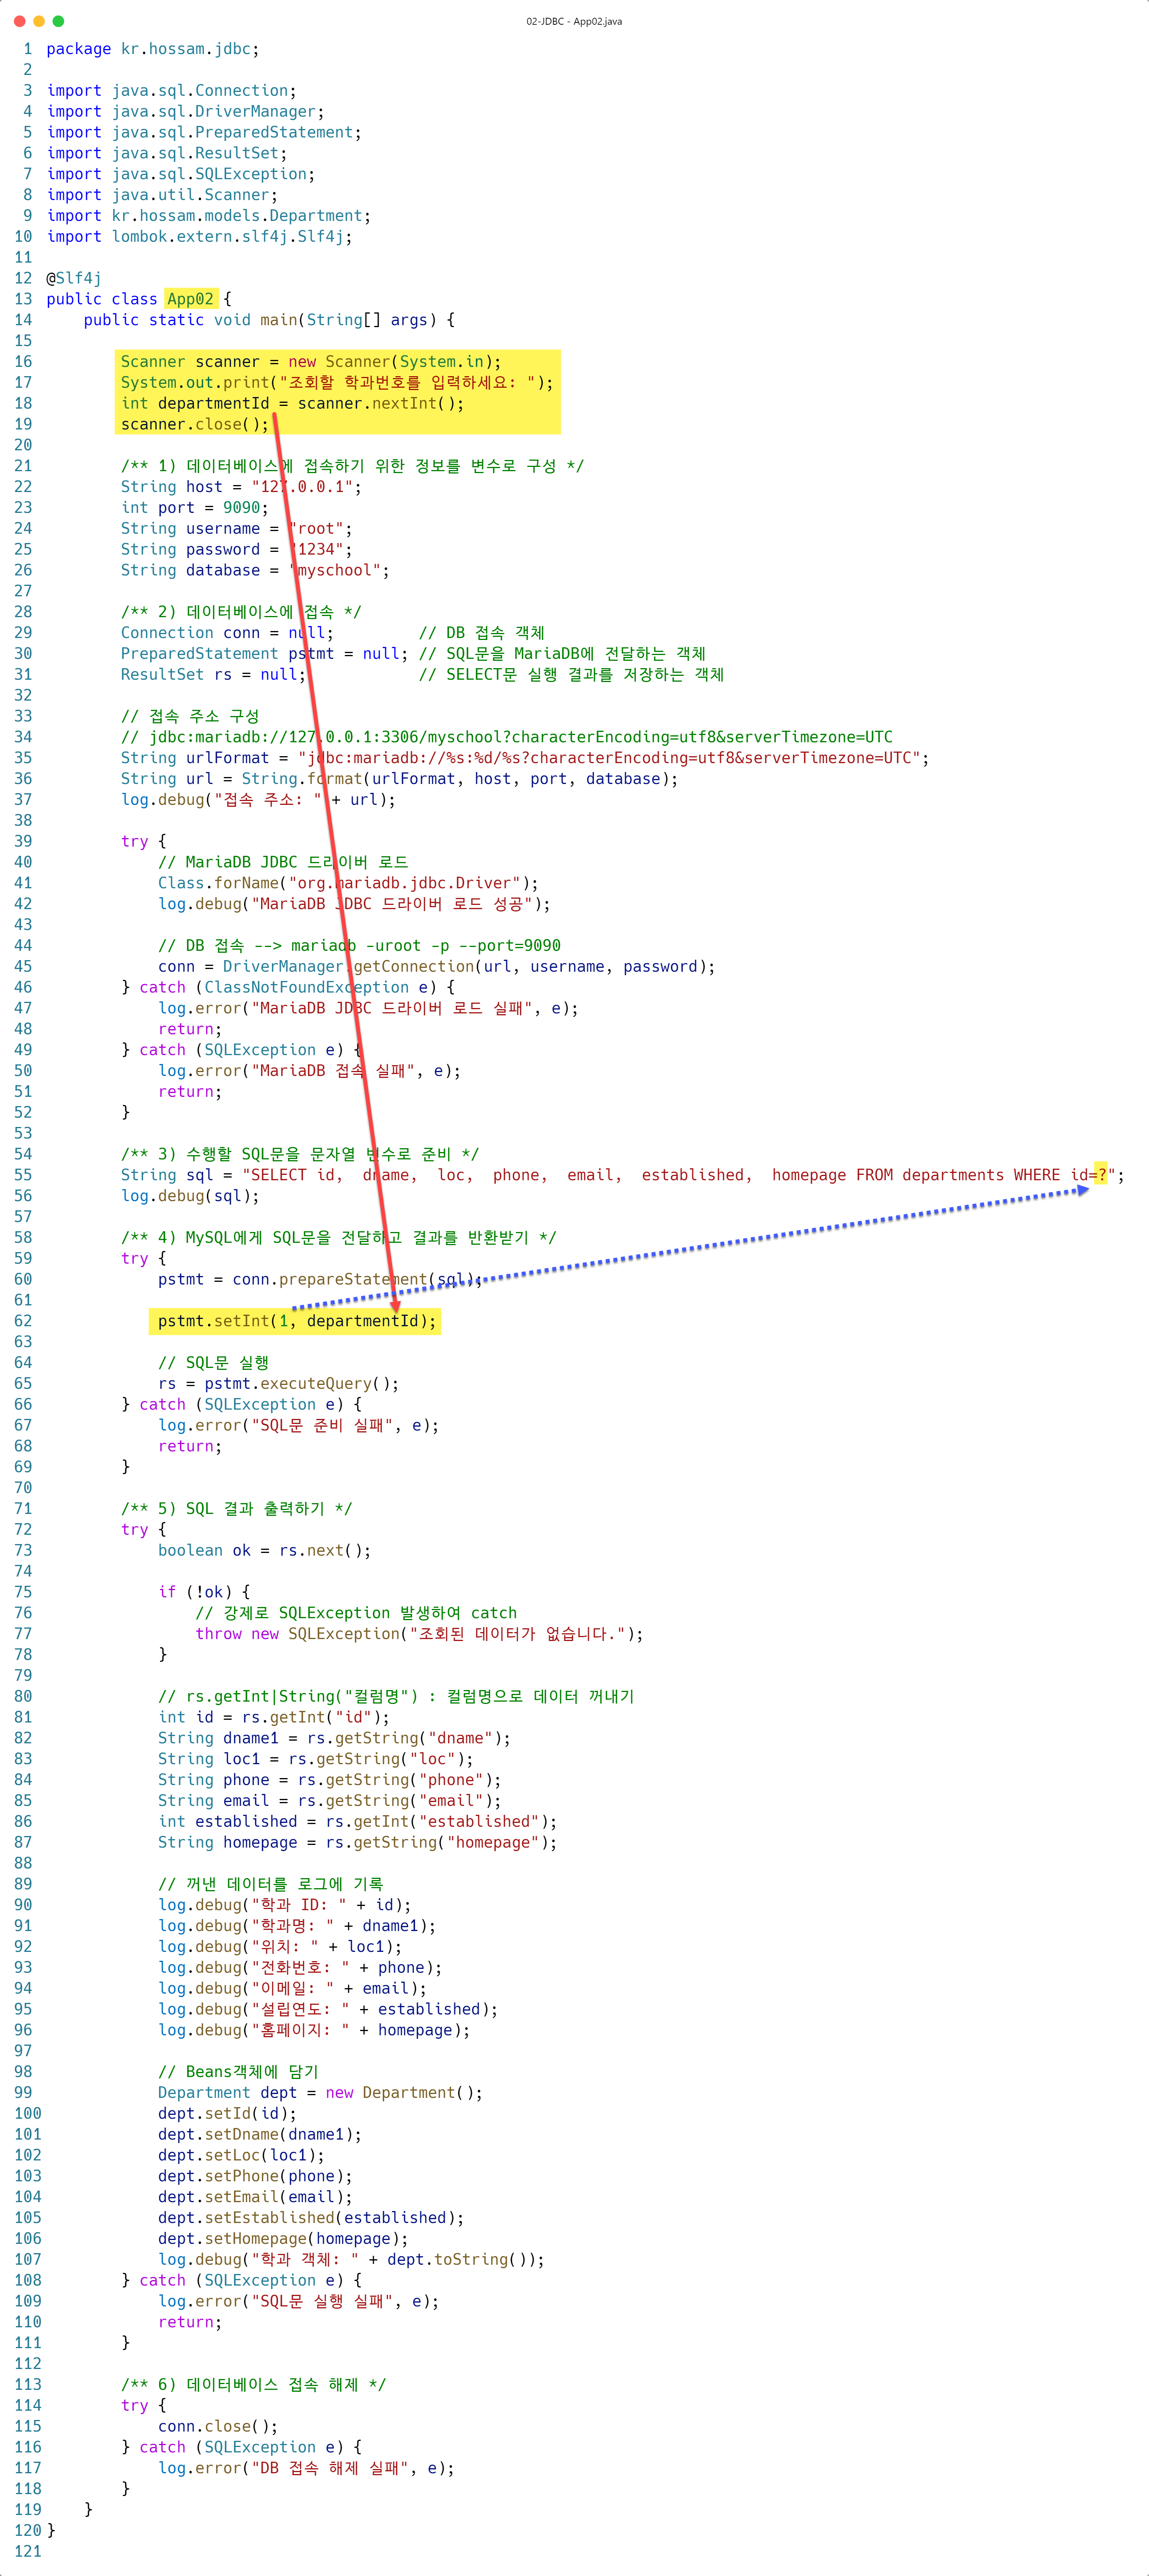 02-JDBC - App02.java
1 package kr.hossam.jdbc;
2
3 import java.sql.Connection;
4 import java.sql.DriverManager;
5 import java.sql.PreparedStatement;
6 import java.sql.ResultSet;
7 import java.sql.SQLException;
8 import java.util.Scanner;
9 import kr.hossam.models.Department;
10 import lombok.extern.slf4j.Slf4j;
11
12 @Slf4j
13 public class App02 {
14     public static void main(String[] args) {
15
16         Scanner scanner = new Scanner(System.in);
17         System.out.print("조회할 학과번호를 입력하세요: ");
18         int departmentId = scanner.nextInt();
19         scanner.close();
20
21         /** 1) 데이터베이스에 접속하기 위한 정보를 변수로 구성 */
22         String host = "127.0.0.1";
23         int port = 9090;
24         String username = "root";
25         String password = "1234";
26         String database = "myschool";
27
28         /** 2) 데이터베이스에 접속 */
29         Connection conn = null;         // DB 접속 객체
30         PreparedStatement pstmt = null; // SQL문을 MariaDB에 전달하는 객체
31         ResultSet rs = null;            // SELECT문 실행 결과를 저장하는 객체
32
33         // 접속 주소 구성
34         // jdbc:mariadb://127.0.0.1:3306/myschool?characterEncoding=utf8&serverTimezone=UTC
35         String urlFormat = "jdbc:mariadb://%s:%d/%s?characterEncoding=utf8&serverTimezone=UTC";
36         String url = String.format(urlFormat, host, port, database);
37         log.debug("접속 주소: " + url);
38
39         try {
40             // MariaDB JDBC 드라이버 로드
41             Class.forName("org.mariadb.jdbc.Driver");
42             log.debug("MariaDB JDBC 드라이버 로드 성공");
43
44             // DB 접속 --> mariadb -uroot -p --port=9090
45             conn = DriverManager.getConnection(url, username, password);
46         } catch (ClassNotFoundException e) {
47             log.error("MariaDB JDBC 드라이버 로드 실패", e);
48             return;
49         } catch (SQLException e) {
50             log.error("MariaDB 접속 실패", e);
51             return;
52         }
53
54         /** 3) 수행할 SQL문을 문자열 변수로 준비 */
55         String sql = "SELECT id,  dname,  loc,  phone,  email,  established,  homepage FROM departments WHERE id=?";
56         log.debug(sql);
57
58         /** 4) MySQL에게 SQL문을 전달하고 결과를 반환받기 */
59         try {
60             pstmt = conn.prepareStatement(sql);
61
62             pstmt.setInt(1, departmentId);
63
64             // SQL문 실행
65             rs = pstmt.executeQuery();
66         } catch (SQLException e) {
67             log.error("SQL문 준비 실패", e);
68             return;
69         }
70
71         /** 5) SQL 결과 출력하기 */
72         try {
73             boolean ok = rs.next();
74
75             if (!ok) {
76                 // 강제로 SQLException 발생하여 catch
77                 throw new SQLException("조회된 데이터가 없습니다.");
78             }
79
80             // rs.getInt|String("컬럼명") : 컬럼명으로 데이터 꺼내기
81             int id = rs.getInt("id");
82             String dname1 = rs.getString("dname");
83             String loc1 = rs.getString("loc");
84             String phone = rs.getString("phone");
85             String email = rs.getString("email");
86             int established = rs.getInt("established");
87             String homepage = rs.getString("homepage");
88
89             // 꺼낸 데이터를 로그에 기록
90             log.debug("학과 ID: " + id);
91             log.debug("학과명: " + dname1);
92             log.debug("위치: " + loc1);
93             log.debug("전화번호: " + phone);
94             log.debug("이메일: " + email);
95             log.debug("설립연도: " + established);
96             log.debug("홈페이지: " + homepage);
97
98             // Beans객체에 담기
99             Department dept = new Department();
100             dept.setId(id);
101             dept.setDname(dname1);
102             dept.setLoc(loc1);
103             dept.setPhone(phone);
104             dept.setEmail(email);
105             dept.setEstablished(established);
106             dept.setHomepage(homepage);
107             log.debug("학과 객체: " + dept.toString());
108         } catch (SQLException e) {
109             log.error("SQL문 실행 실패", e);
110             return;
111         }
112
113         /** 6) 데이터베이스 접속 해제 */
114         try {
115             conn.close();
116         } catch (SQLException e) {
117             log.error("DB 접속 해제 실패", e);
118         }
119     }
120 }
121